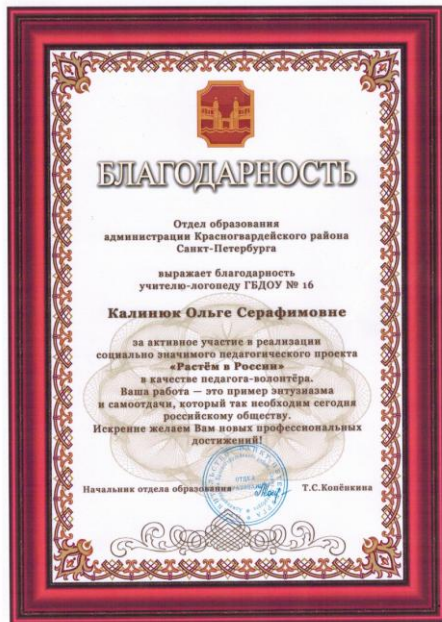 БЛАГОДАРНОСТЬ
Отдел образования
администрации Красногвардейского района
Санкт-Петербурга
выражает благодарность
учителю-логопеду ГБДОУ № 16
Калинюк Ольге Серафимовне
за активное участие в реализации
социально значимого педагогического проекта
«Растём в России»
в качестве педагога-волонтёра.
Ваша работа — это пример энтузиазма
и самоотдачи, который так необходим сегодня
российскому обществу.
Искренне желаем Вам новых профессиональных
достижений!
Начальник отдела образования Т.С.Копёнкина
ОТДЕЛ